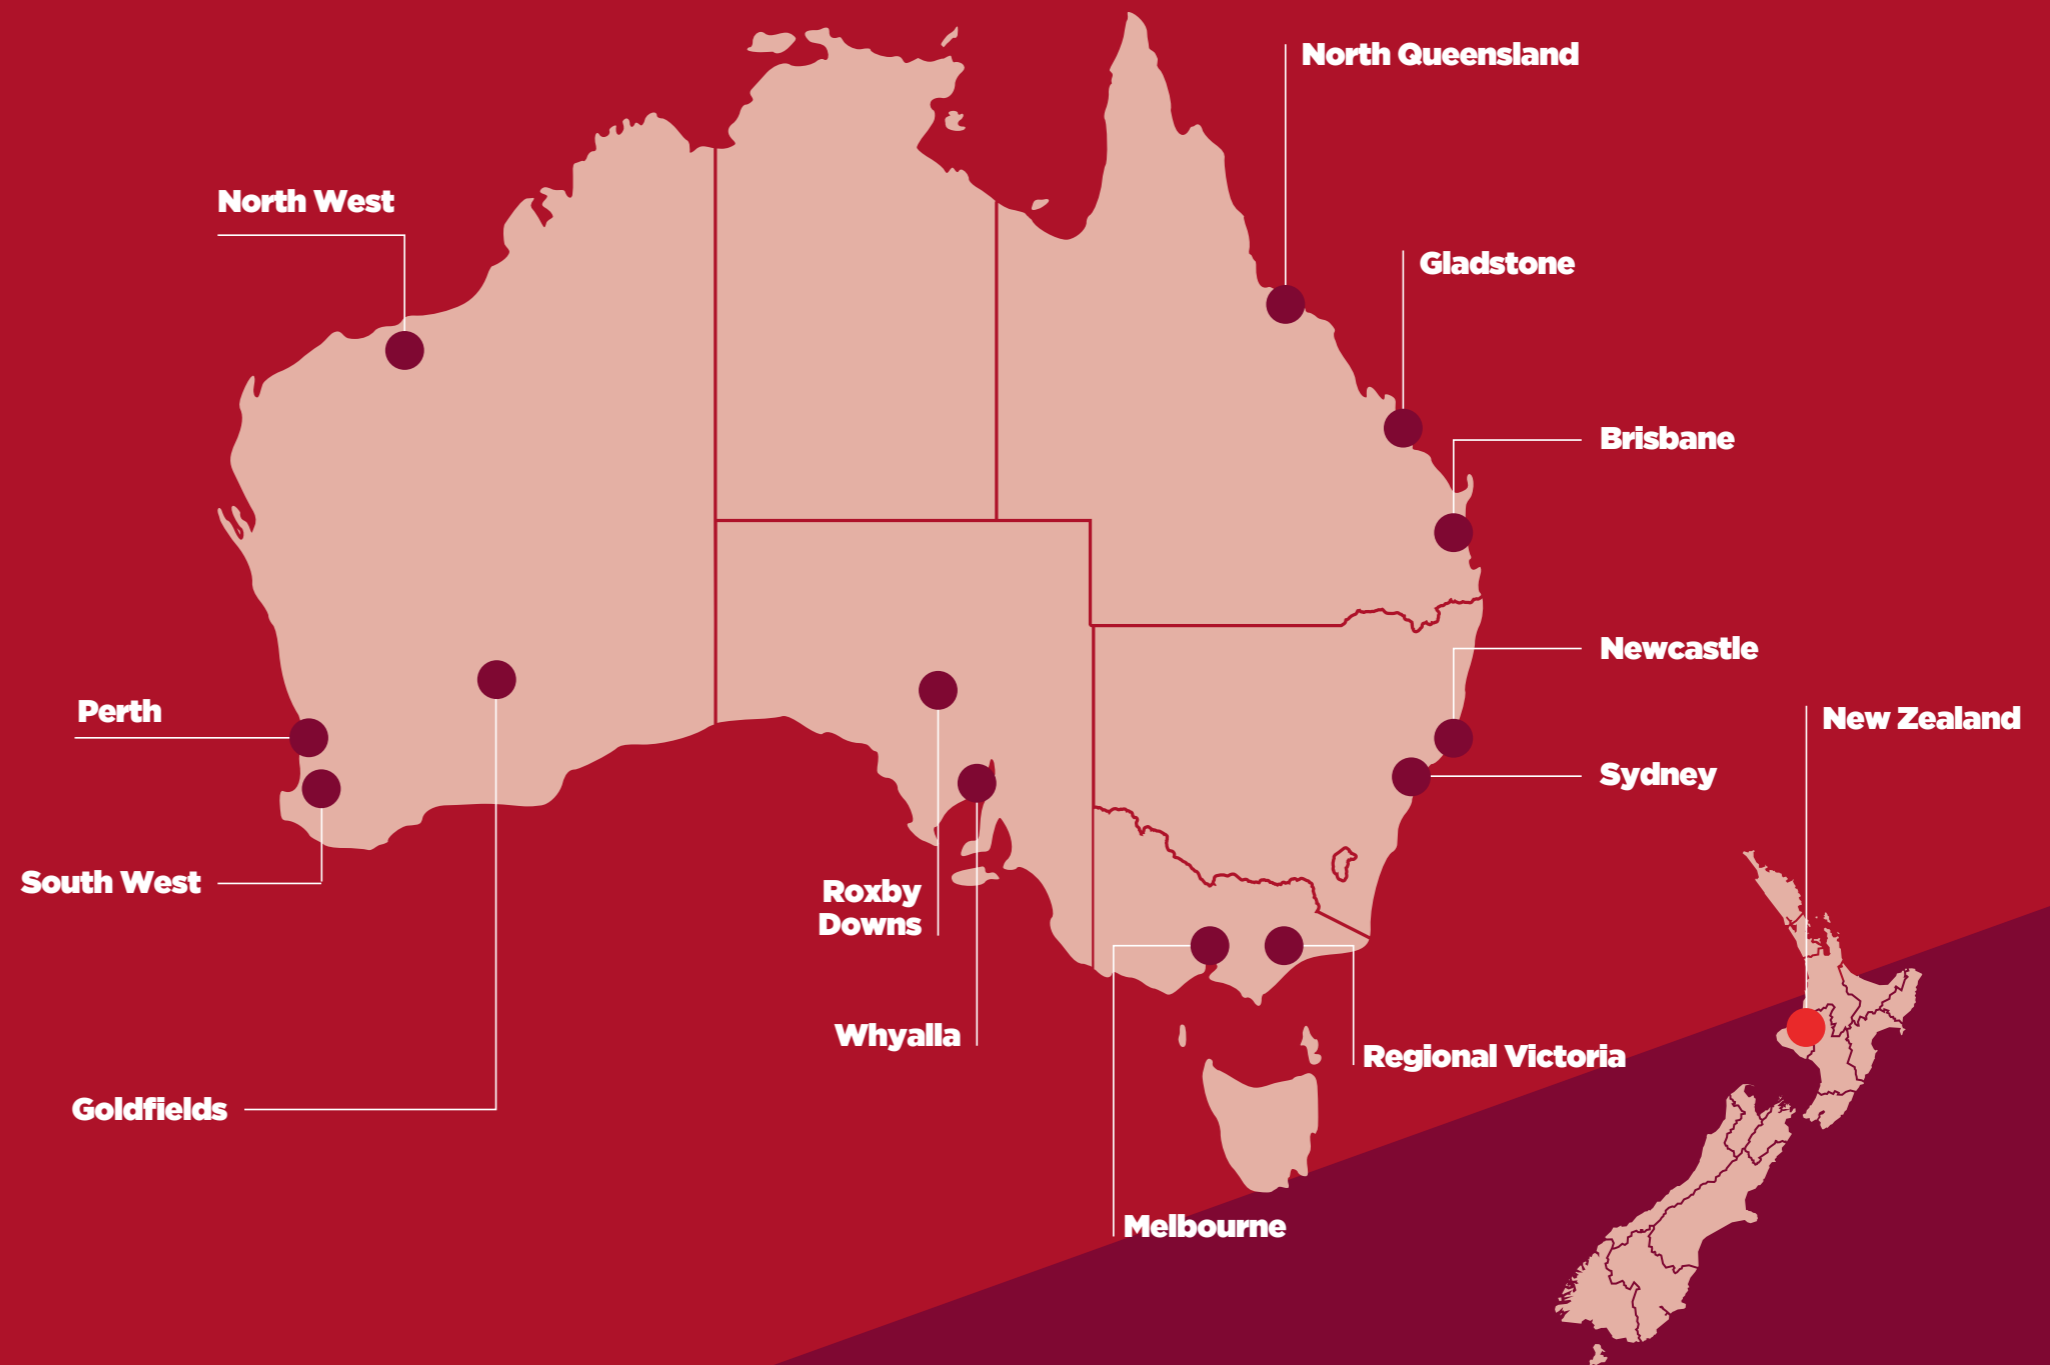 North Queensland
North West
Gladstone
Brisbane
Newcastle
Perth
New Zealand
Sydney
South West
Roxby
Downs
Whyalla
Regional Victoria
Goldfields
Melbourne